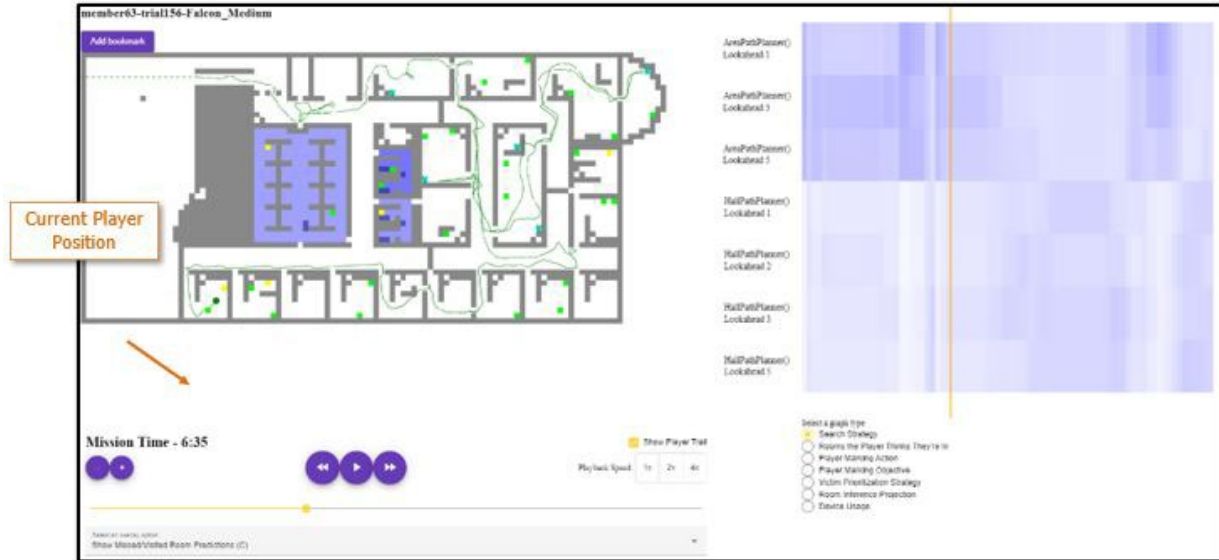 member63-trial156-Falcon_Medium
Add bookmark
Current Player
Position
AreaPathPlanner()
Lookahead 1
AreaPathPlanner()
Lookahead 3
AreaPathPlanner()
Lookahead 5
HallPathPlanner()
Lookahead 1
HallPathPlanner()
Lookahead 2
HallPathPlanner()
Lookahead 3
HallPathPlanner()
Lookahead 5
Mission Time - 6:35
Show Player Trail
Playback Speed
1x 2x 4x
Show Missed/Visited Room Predictions (C)
Select a graph type
Search Strategy
Rooms the Player Thinks They're In
Player Marking Action
Player Marking Objective
Victim Prioritization Strategy
Room Inference Projection
Device Usage